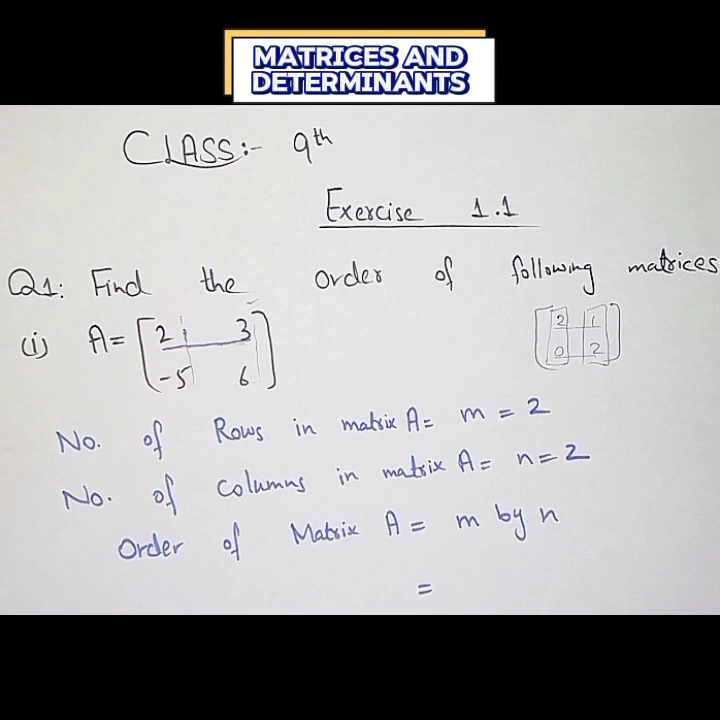 MATRICES AND
DETERMINANTS
CLASS:- 9th
Exercise 1.1
Q1: Find the order of following matrices
(i) A= [2 3
-5 6]
[2 1
0 2]
No. of Rows in matrix A= m = 2
No. of columns in matrix A= n=2
Order of Matrix A = m by n
=